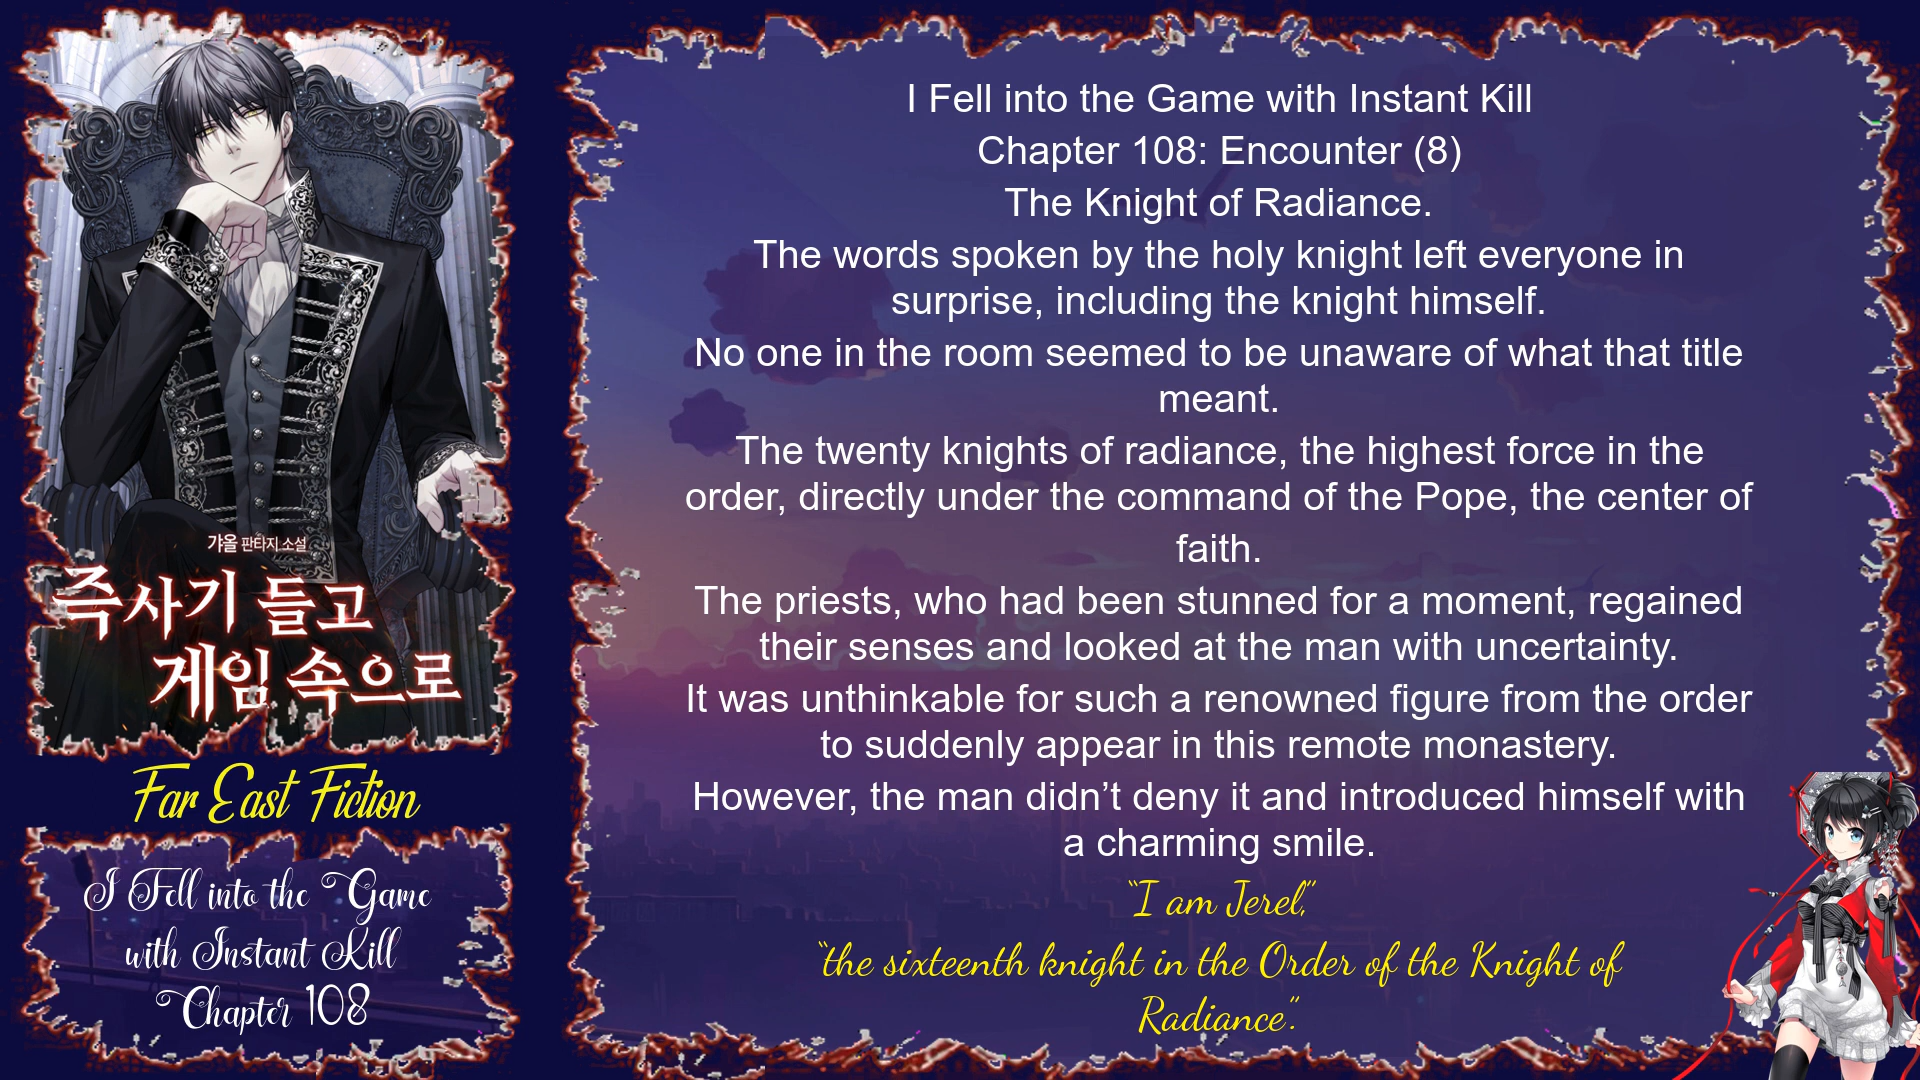 갸올 판타지 소설
즉사기 들고
게임 속으로
Far East Fiction
I Fell into the Game
with Instant Kill
Chapter 108
I Fell into the Game with Instant Kill
Chapter 108: Encounter (8)
The Knight of Radiance.
The words spoken by the holy knight left everyone in
surprise, including the knight himself.
No one in the room seemed to be unaware of what that title
meant.
The twenty knights of radiance, the highest force in the
order, directly under the command of the Pope, the center of
faith.
The priests, who had been stunned for a moment, regained
their senses and looked at the man with uncertainty.
It was unthinkable for such a renowned figure from the order
to suddenly appear in this remote monastery.
However, the man didn’t deny it and introduced himself with
a charming smile.
“I am Jerel,”
“the sixteenth knight in the Order of the Knight of
Radiance”.